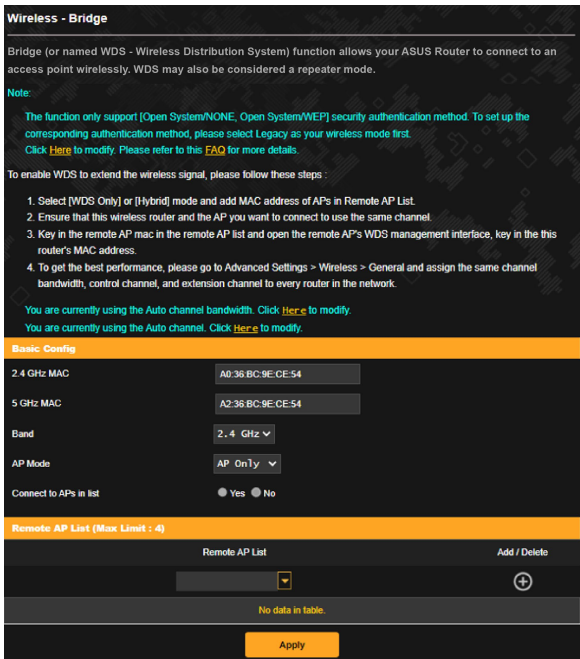 Wireless - Bridge
Bridge (or named WDS - Wireless Distribution System) function allows your ASUS Router to connect to an
access point wirelessly. WDS may also be considered a repeater mode.
Note:
The function only support [Open System/NONE, Open System/WEP] security authentication method. To set up the
corresponding authentication method, please select Legacy as your wireless mode first.
Click Here to modify. Please refer to this FAQ for more details.
To enable WDS to extend the wireless signal, please follow these steps :
1. Select [WDS Only] or [Hybrid] mode and add MAC address of APs in Remote AP List.
2. Ensure that this wireless router and the AP you want to connect to use the same channel.
3. Key in the remote AP mac in the remote AP list and open the remote AP's WDS management interface, key in the this
router's MAC address.
4. To get the best performance, please go to Advanced Settings > Wireless > General and assign the same channel
bandwidth, control channel, and extension channel to every router in the network.
You are currently using the Auto channel bandwidth. Click Here to modify.
You are currently using the Auto channel. Click Here to modify.
Basic Config
2.4 GHz MAC A0:36:BC:9E:CE:54
5 GHz MAC A2:36:BC:9E:CE:54
Band 2.4 GHz
AP Mode AP Only
Connect to APs in list Yes No
Remote AP List (Max Limit : 4)
Remote AP List Add / Delete
No data in table.
Apply